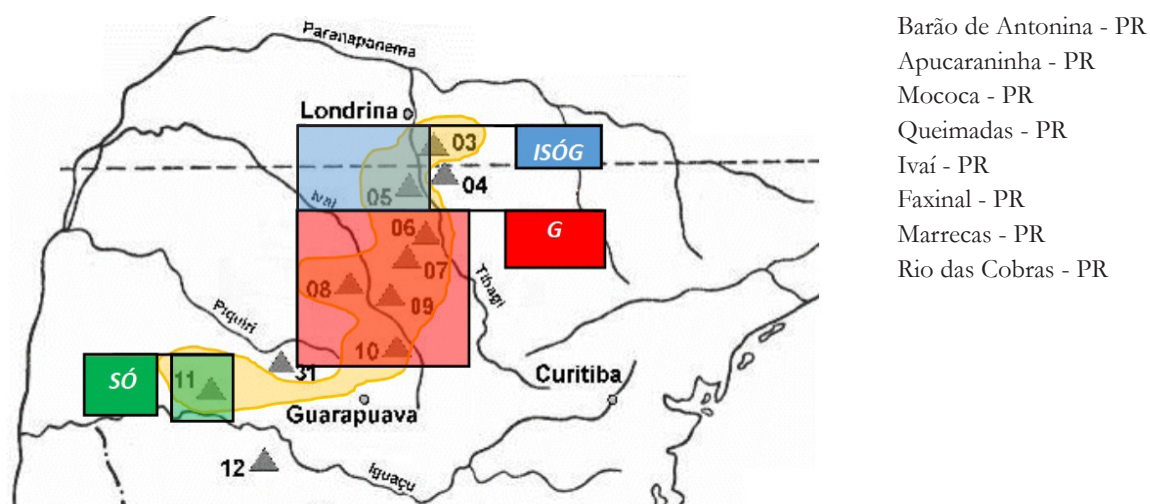 Paranapanema
Londrina
03
ISÓG
04
05
Ivaí
G
06
07
Tibagi
08
09
Piquiri
10
31
SÓ
11
Curitiba
Guarapuava
12
Iguaçu
Barão de Antonina - PR
Apucaraninha - PR
Mococa - PR
Queimadas - PR
Ivaí - PR
Faxinal - PR
Marrecas - PR
Rio das Cobras - PR